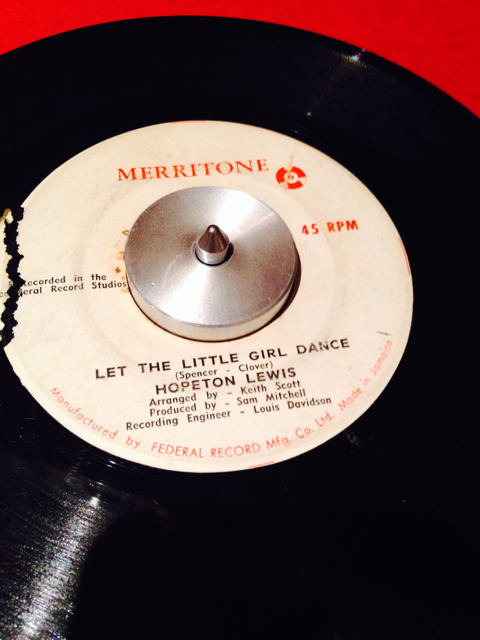 MERRITONE
45 RPM
Recorded in the
Federal Record Studios
LET THE LITTLE GIRL DANCE
(Spencer - Clover)
HOPETON LEWIS
Arranged by - Keith Scott
Produced by - Sam Mitchell
Recording Engineer - Louis Davidson
Manufactured by FEDERAL RECORD Mfg. Co. Ltd. Made in Jamaica